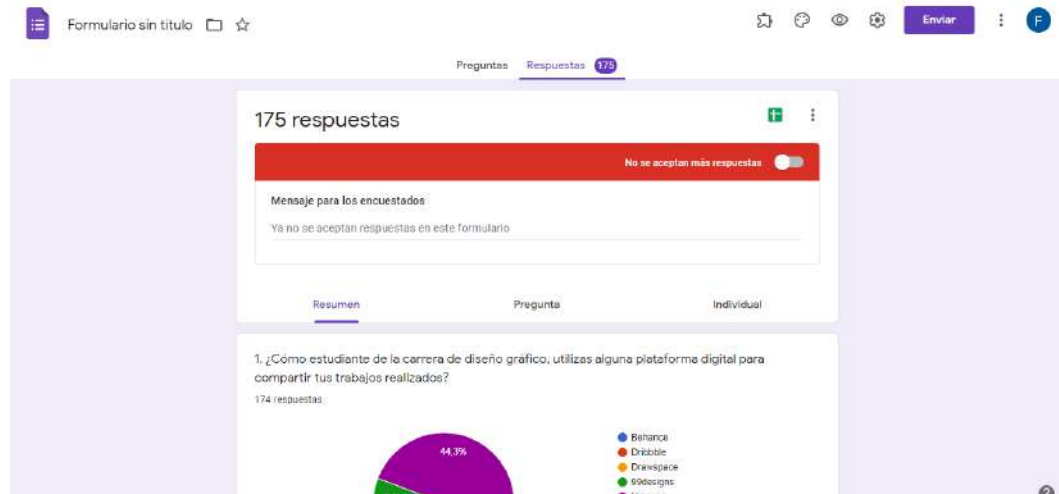 Formulario sin título
Enviar
F
Preguntas Respuestas 175
175 respuestas
No se aceptan más respuestas
Mensaje para los encuestados
Ya no se aceptan respuestas en este formulario
Resumen Pregunta Individual
1. ¿Cómo estudiante de la carrera de diseño gráfico, utilizas alguna plataforma digital para
compartir tus trabajos realizados?
174 respuestas
44,3%
Behance
Dribbble
Drawspace
99designs